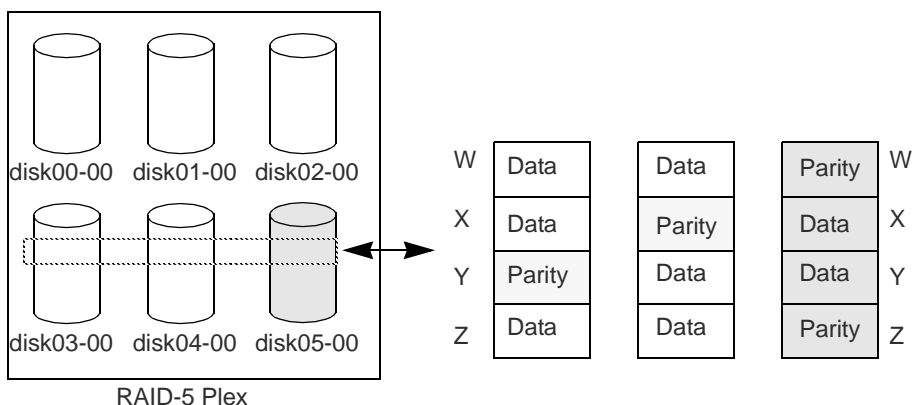 disk00-00 disk01-00 disk02-00
disk03-00 disk04-00 disk05-00
RAID-5 Plex
W Data Data Parity W
X Data Parity Data X
Y Parity Data Data Y
Z Data Data Parity Z